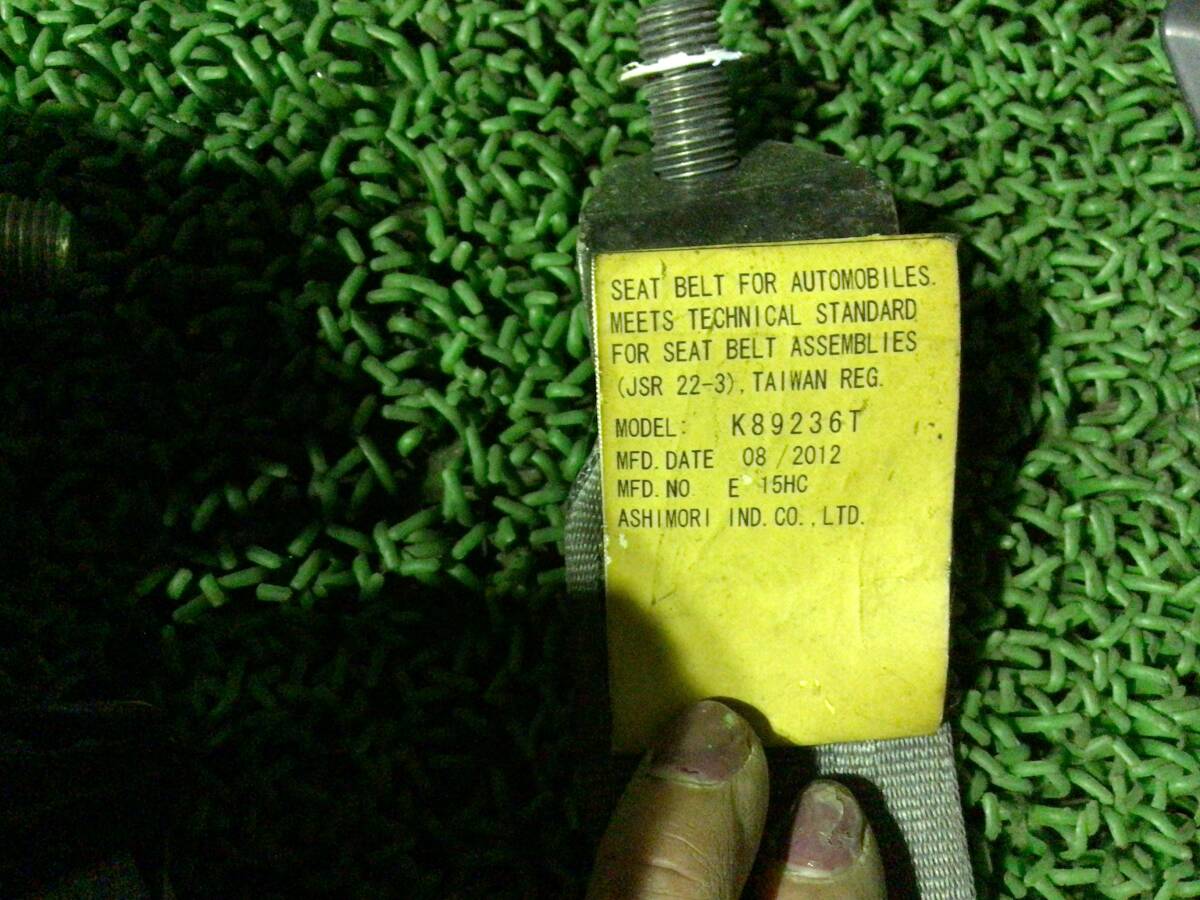 SEAT BELT FOR AUTOMOBILES.
MEETS TECHNICAL STANDARD
FOR SEAT BELT ASSEMBLIES
(JSR 22-3), TAIWAN REG.
MODEL: K89236T
MFD. DATE 08 / 2012
MFD. NO. E 15HC
ASHIMORI IND. CO., LTD.